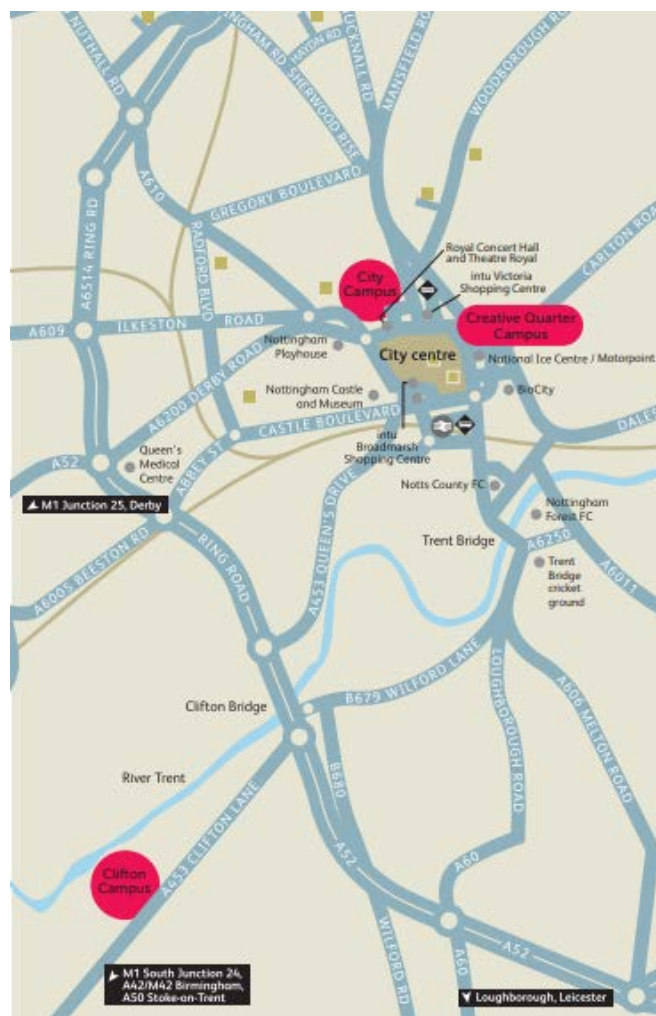 NUTHALL RD
HAYDN RD
SHERWOOD RISE
MANSFIELD RO
WOODBOROUGH RO
A610
GREGORY BOULEVARD
A6514 RING RD
RADFORD BLVD
CARLTON ROA
Royal Concert Hall
and Theatre Royal
City
Campus
intu Victoria
Shopping Centre
Creative Quarter
Campus
A609
ILKESTON ROAD
Nottingham
Playhouse
City centre
National Ice Centre / Motorpoint
A6200 DERBY ROAD
Nottingham Castle
and Museum
BioCity
CASTLE BOULEVARD
DALES
intu
Broadmarsh
Shopping Centre
A52
Queen's
Medical
Centre
ABBEY ST
Notts County FC
M1 Junction 25, Derby
Nottingham
Forest FC
Trent Bridge
A6250
A6005 BEESTON RD
RING ROAD
A453 QUEEN'S DRIVE
Trent
Bridge
cricket
ground
A6011
B679 WILFORD LANE
Clifton Bridge
LOUGHBOROUGH ROAD
A606 MELTON ROAD
River Trent
B680
A453 CLIFTON LANE
A52
Clifton
Campus
A60
WILFORD RD
A60
A52
M1 South Junction 24,
A42/M42 Birmingham,
A50 Stoke-on-Trent
Loughborough, Leicester